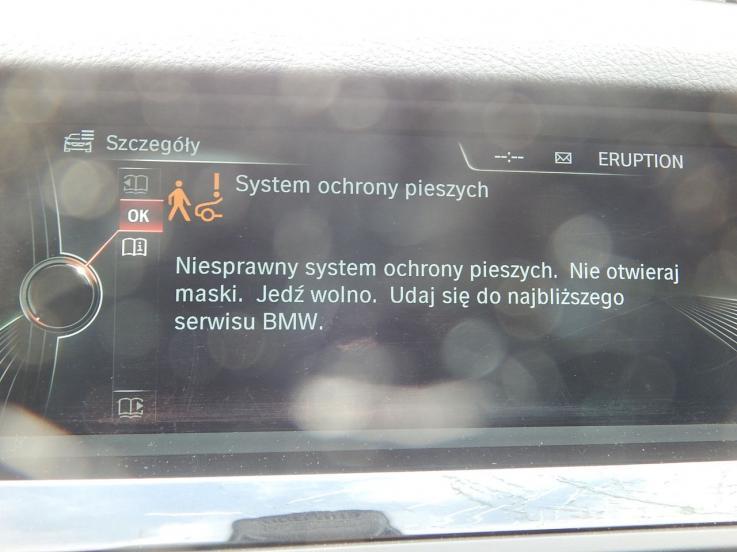 Szczegóły
--:-- ERUPTION
OK
System ochrony pieszych
Niesprawny system ochrony pieszych. Nie otwieraj
maski. Jedź wolno. Udaj się do najbliższego
serwisu BMW.